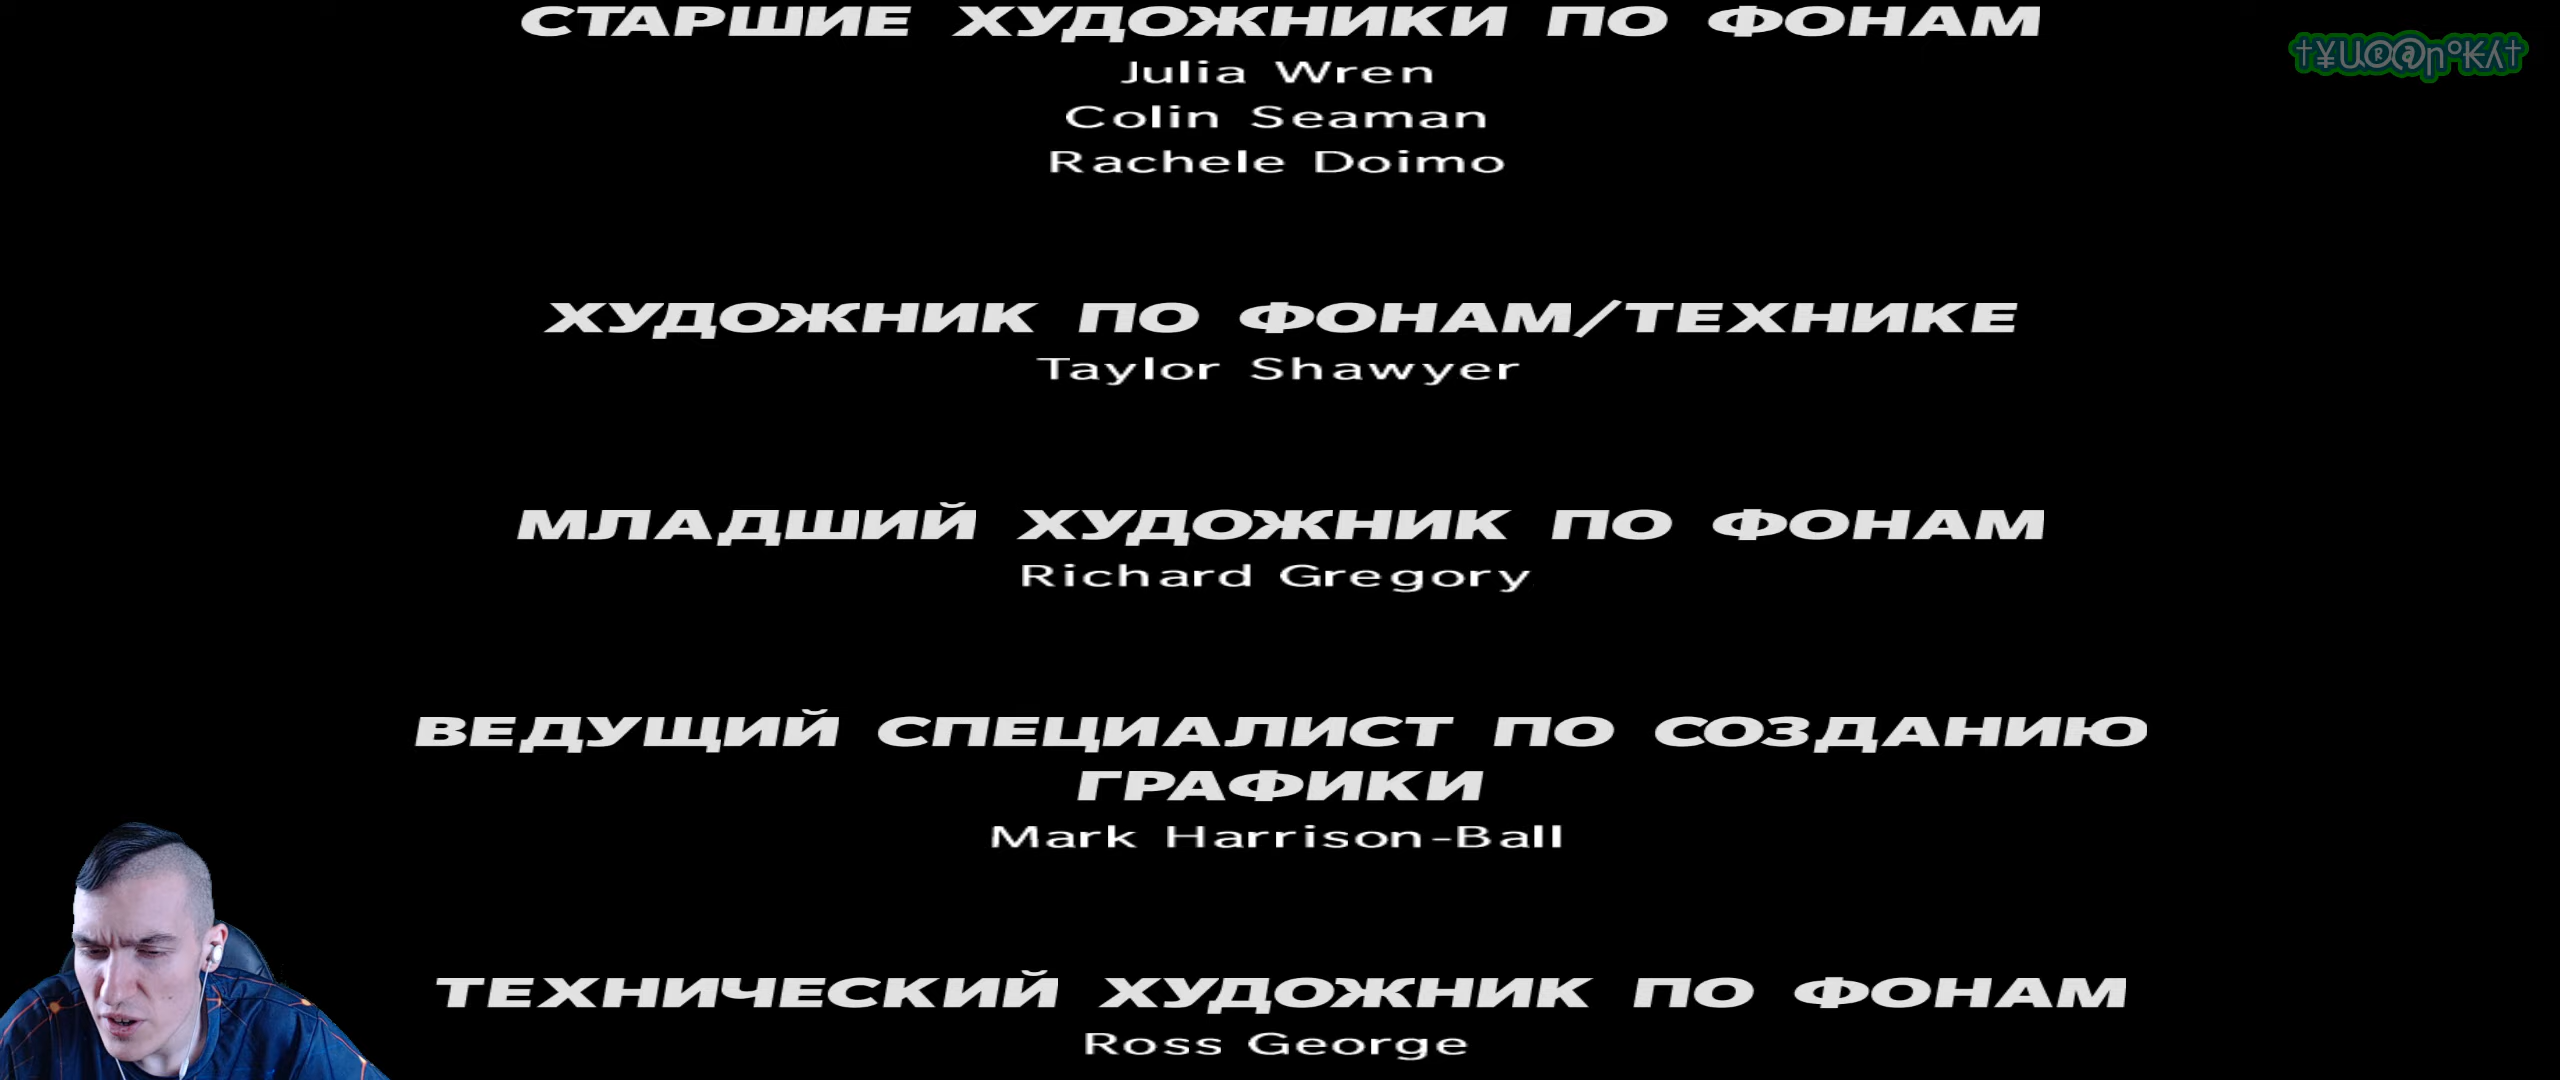 СТАРШИЕ ХУДОЖНИКИ ПО ФОНАМ
Julia Wren
Colin Seaman
Rachele Doimo
ХУДОЖНИК ПО ФОНАМ/ТЕХНИКЕ
Taylor Shawyer
МЛАДШИЙ ХУДОЖНИК ПО ФОНАМ
Richard Gregory
ВЕДУЩИЙ СПЕЦИАЛИСТ ПО СОЗДАНИЮ
ГРАФИКИ
Mark Harrison-Ball
ТЕХНИЧЕСКИЙ ХУДОЖНИК ПО ФОНАМ
Ross George